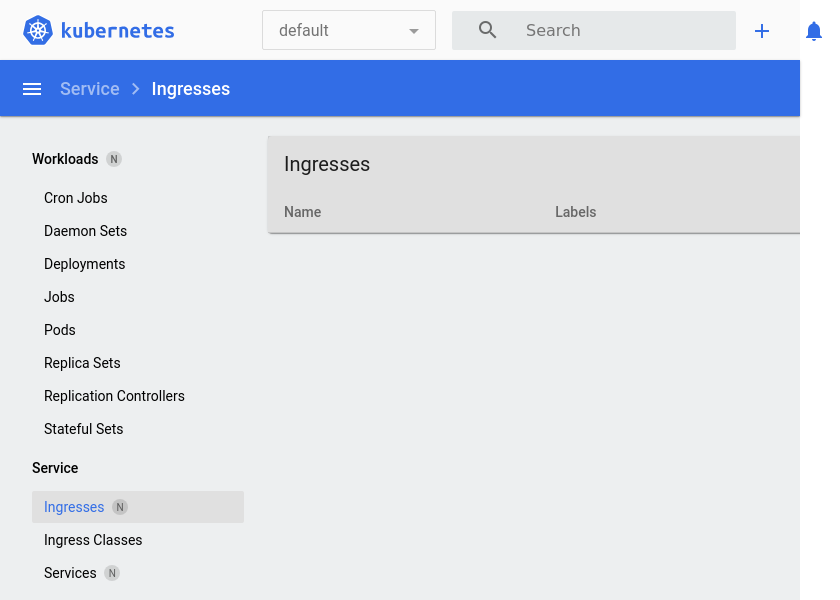 kubernetes
default
Search
Service
Ingresses
Workloads N
Cron Jobs
Daemon Sets
Deployments
Jobs
Pods
Replica Sets
Replication Controllers
Stateful Sets
Service
Ingresses N
Ingress Classes
Services N
Ingresses
Name Labels